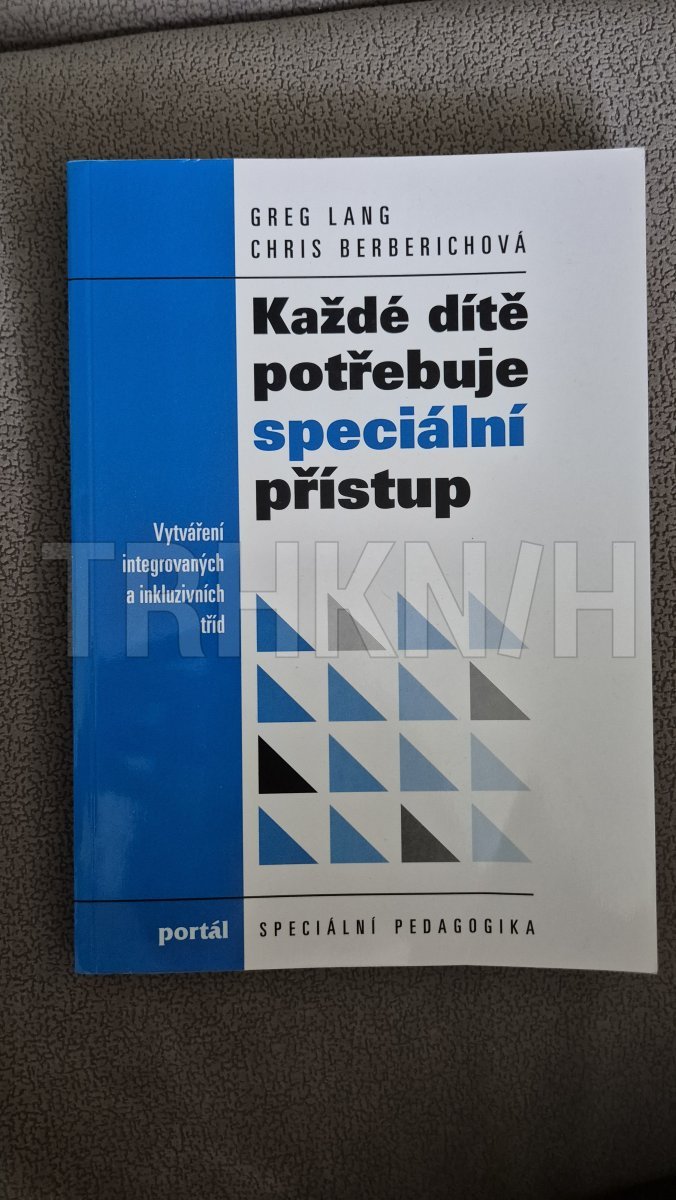 GREG LANG
CHRIS BERBERICHOVÁ
Každé dítě
potřebuje
speciální
přístup
Vytváření
integrovaných
a inkluzivních
tříd
TRHKNIH
portál
SPECIÁLNÍ PEDAGOGIKA